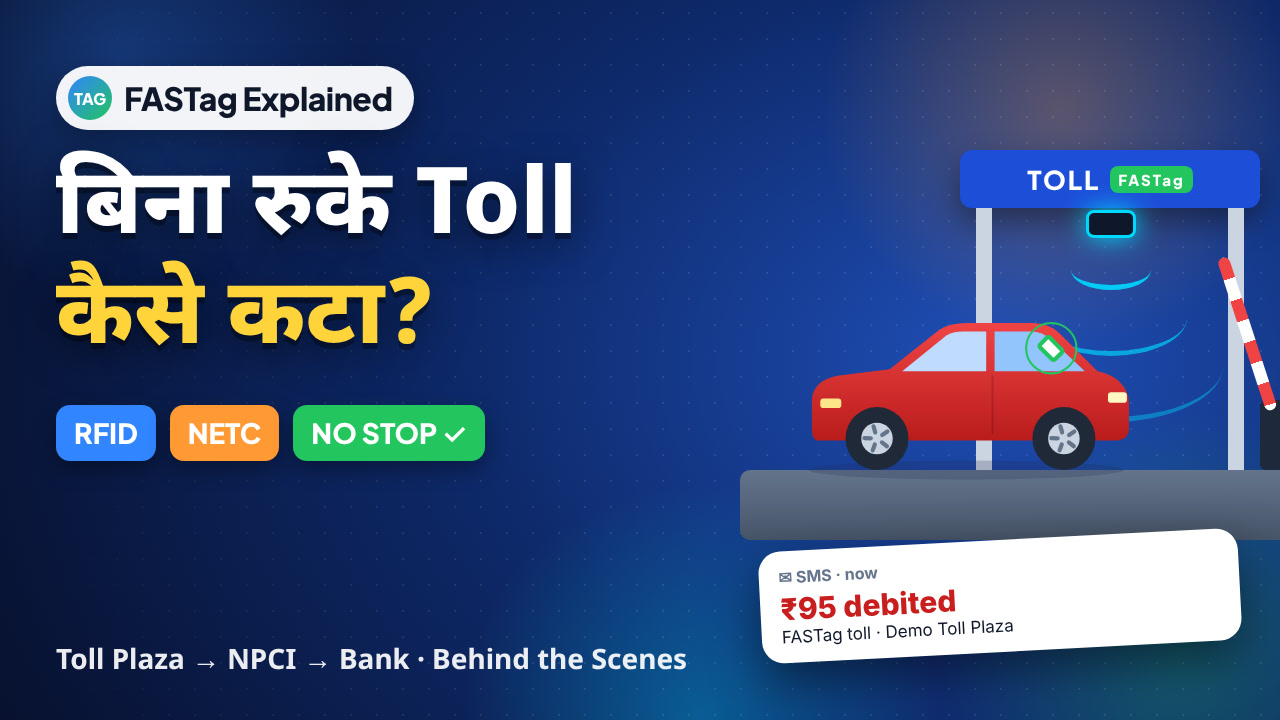 TAG FASTag Explained
बिना रुके Toll
कैसे कटा?
RFID NETC NO STOP ✓
Toll Plaza → NPCI → Bank · Behind the Scenes
TOLL FASTag
✉ SMS · now
₹95 debited
FASTag toll · Demo Toll Plaza